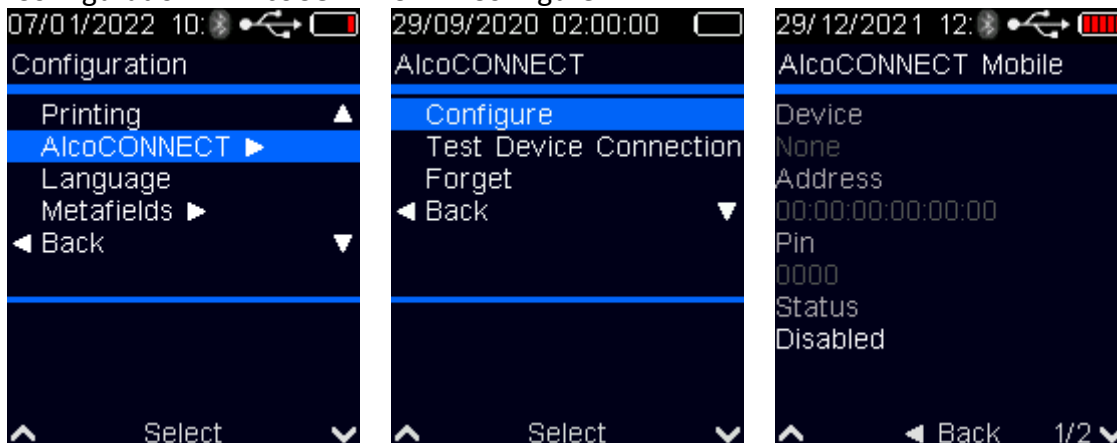 07/01/2022 10:
Configuration
Printing
AlcoCONNECT
Language
Metafields
Back
Select
29/09/2020 02:00:00
AlcoCONNECT
Configure
Test Device Connection
Forget
Back
Select
29/12/2021 12:
AlcoCONNECT Mobile
Device
None
Address
00:00:00:00:00:00
Pin
0000
Status
Disabled
Back 1/2